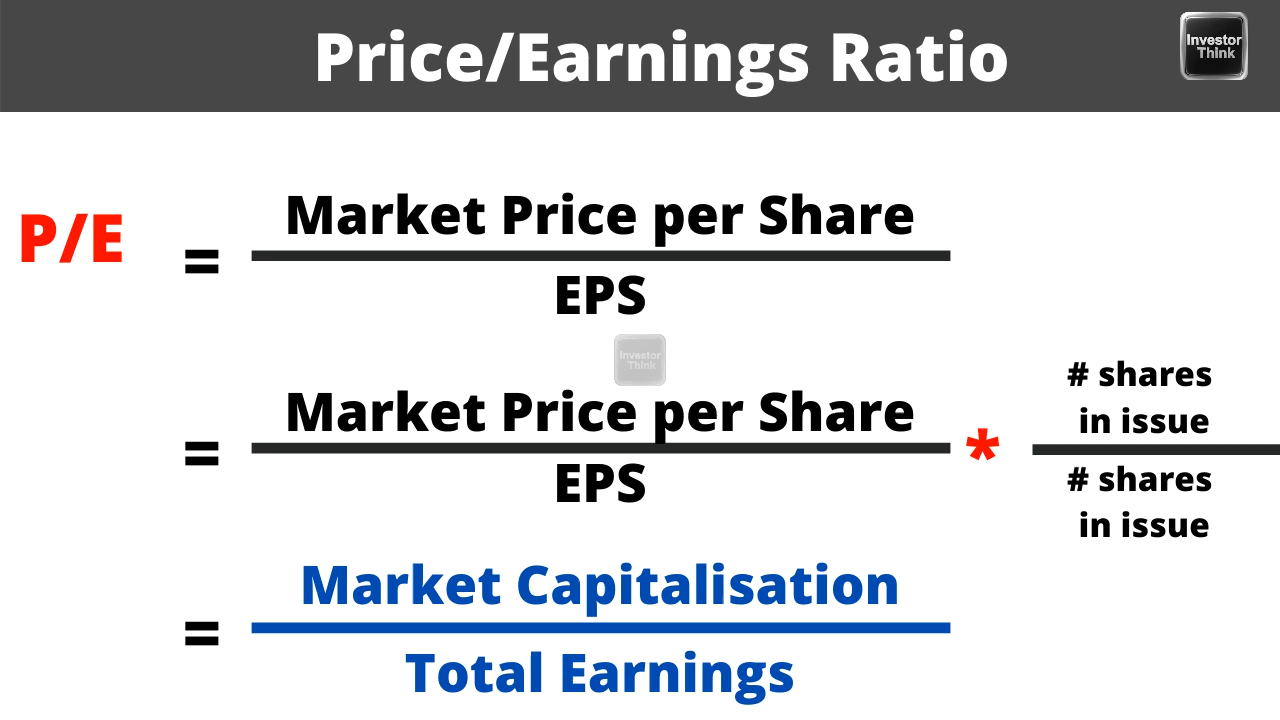 Price/Earnings Ratio
Investor
Think
P/E
=
Market Price per Share
EPS
Investor
Think
=
Market Price per Share
EPS
*
# shares
in issue
# shares
in issue
=
Market Capitalisation
Total Earnings